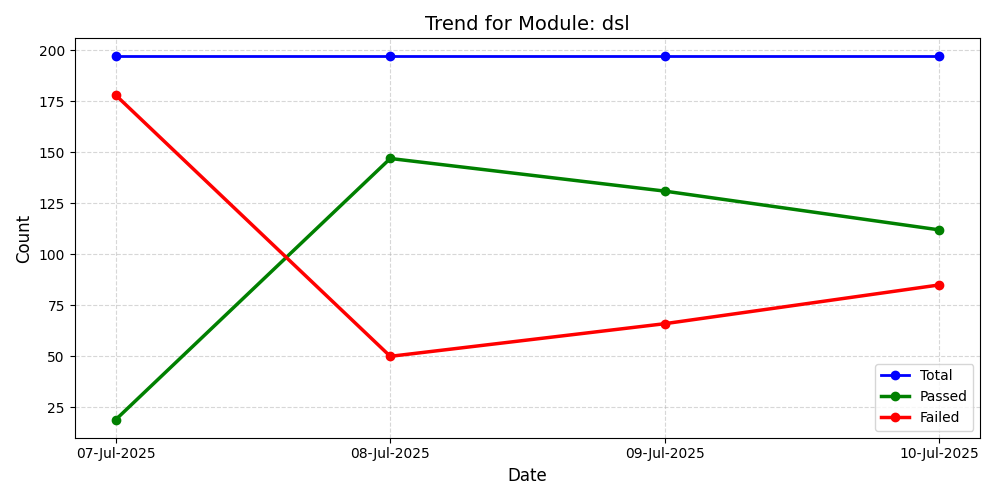 Trend for Module: dsl
200
175
150
125
100
75
50
25
Count
07-Jul-2025
08-Jul-2025
09-Jul-2025
10-Jul-2025
Date
Total
Passed
Failed